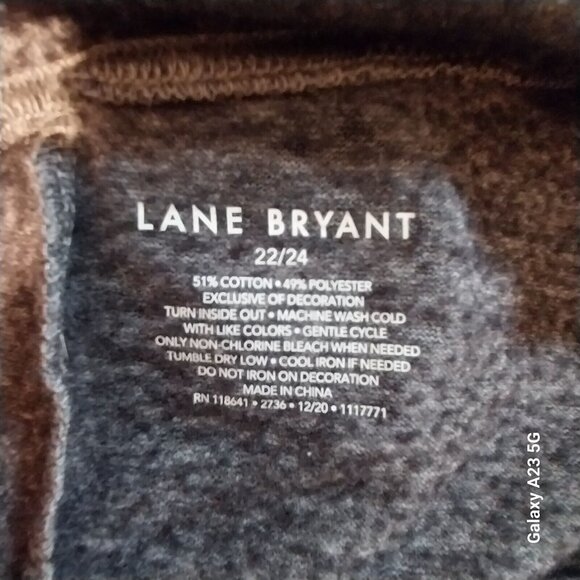 LANE BRYANT
22/24
51% COTTON • 49% POLYESTER
EXCLUSIVE OF DECORATION
TURN INSIDE OUT • MACHINE WASH COLD
WITH LIKE COLORS • GENTLE CYCLE
ONLY NON-CHLORINE BLEACH WHEN NEEDED
TUMBLE DRY LOW • COOL IRON IF NEEDED
DO NOT IRON ON DECORATION
MADE IN CHINA
RN 118641 • 2736 • 12/20 • 1117771
Galaxy A23 5G